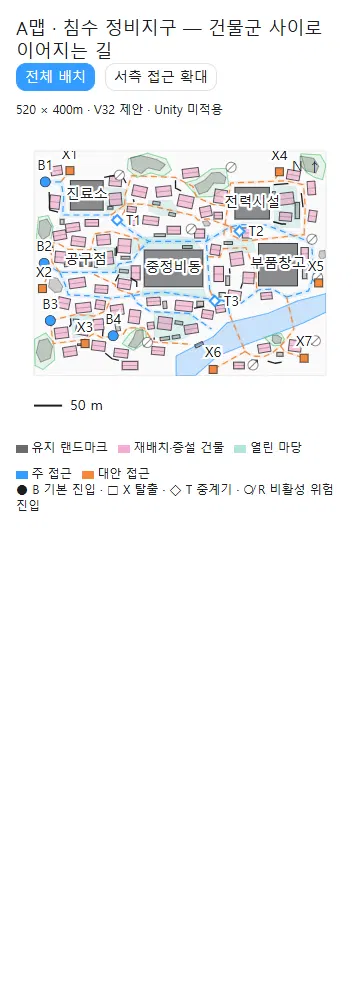 A맵 · 침수 정비지구 — 건물군 사이로
이어지는 길
전체 배치 서측 접근 확대
520 × 400m · V32 제안 · Unity 미적용
X1 X4
B1 N ↑
진료소 전력시설
T1 T2
B2 공구점 중정비동 부품창고 X5
X2
B3 T3
X3 B4
X6 X7
50 m
유지 랜드마크 재배치·증설 건물 열린 마당
주 접근 대안 접근
● B 기본 진입 · □ X 탈출 · ◇ T 중계기 · ⊘/R 비활성 위험
진입